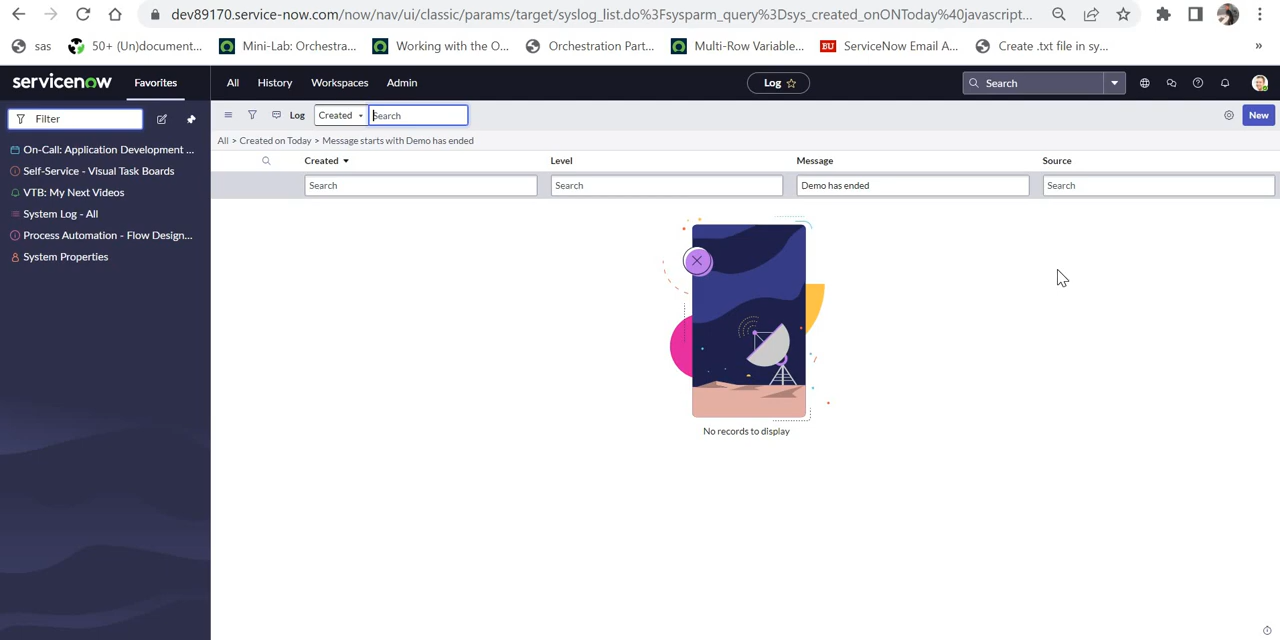 dev89170.service-now.com/now/nav/ui/classic/params/target/syslog_list.do%3Fsysparm_query%3Dsys_created_onONToday%40javascript...
sas
50+ (Un)document...
Mini-Lab: Orchestra...
Working with the O...
Orchestration Part...
Multi-Row Variable...
BU ServiceNow Email A...
Create .txt file in sy...
»
servicenow
Favorites
All
History
Workspaces
Admin
Log
Search
Filter
Log
Created
Search
New
All > Created on Today > Message starts with Demo has ended
Created
Level
Message
Source
Search
Search
Demo has ended
Search
On-Call: Application Development ...
Self-Service - Visual Task Boards
VTB: My Next Videos
System Log - All
Process Automation - Flow Design...
System Properties
No records to display